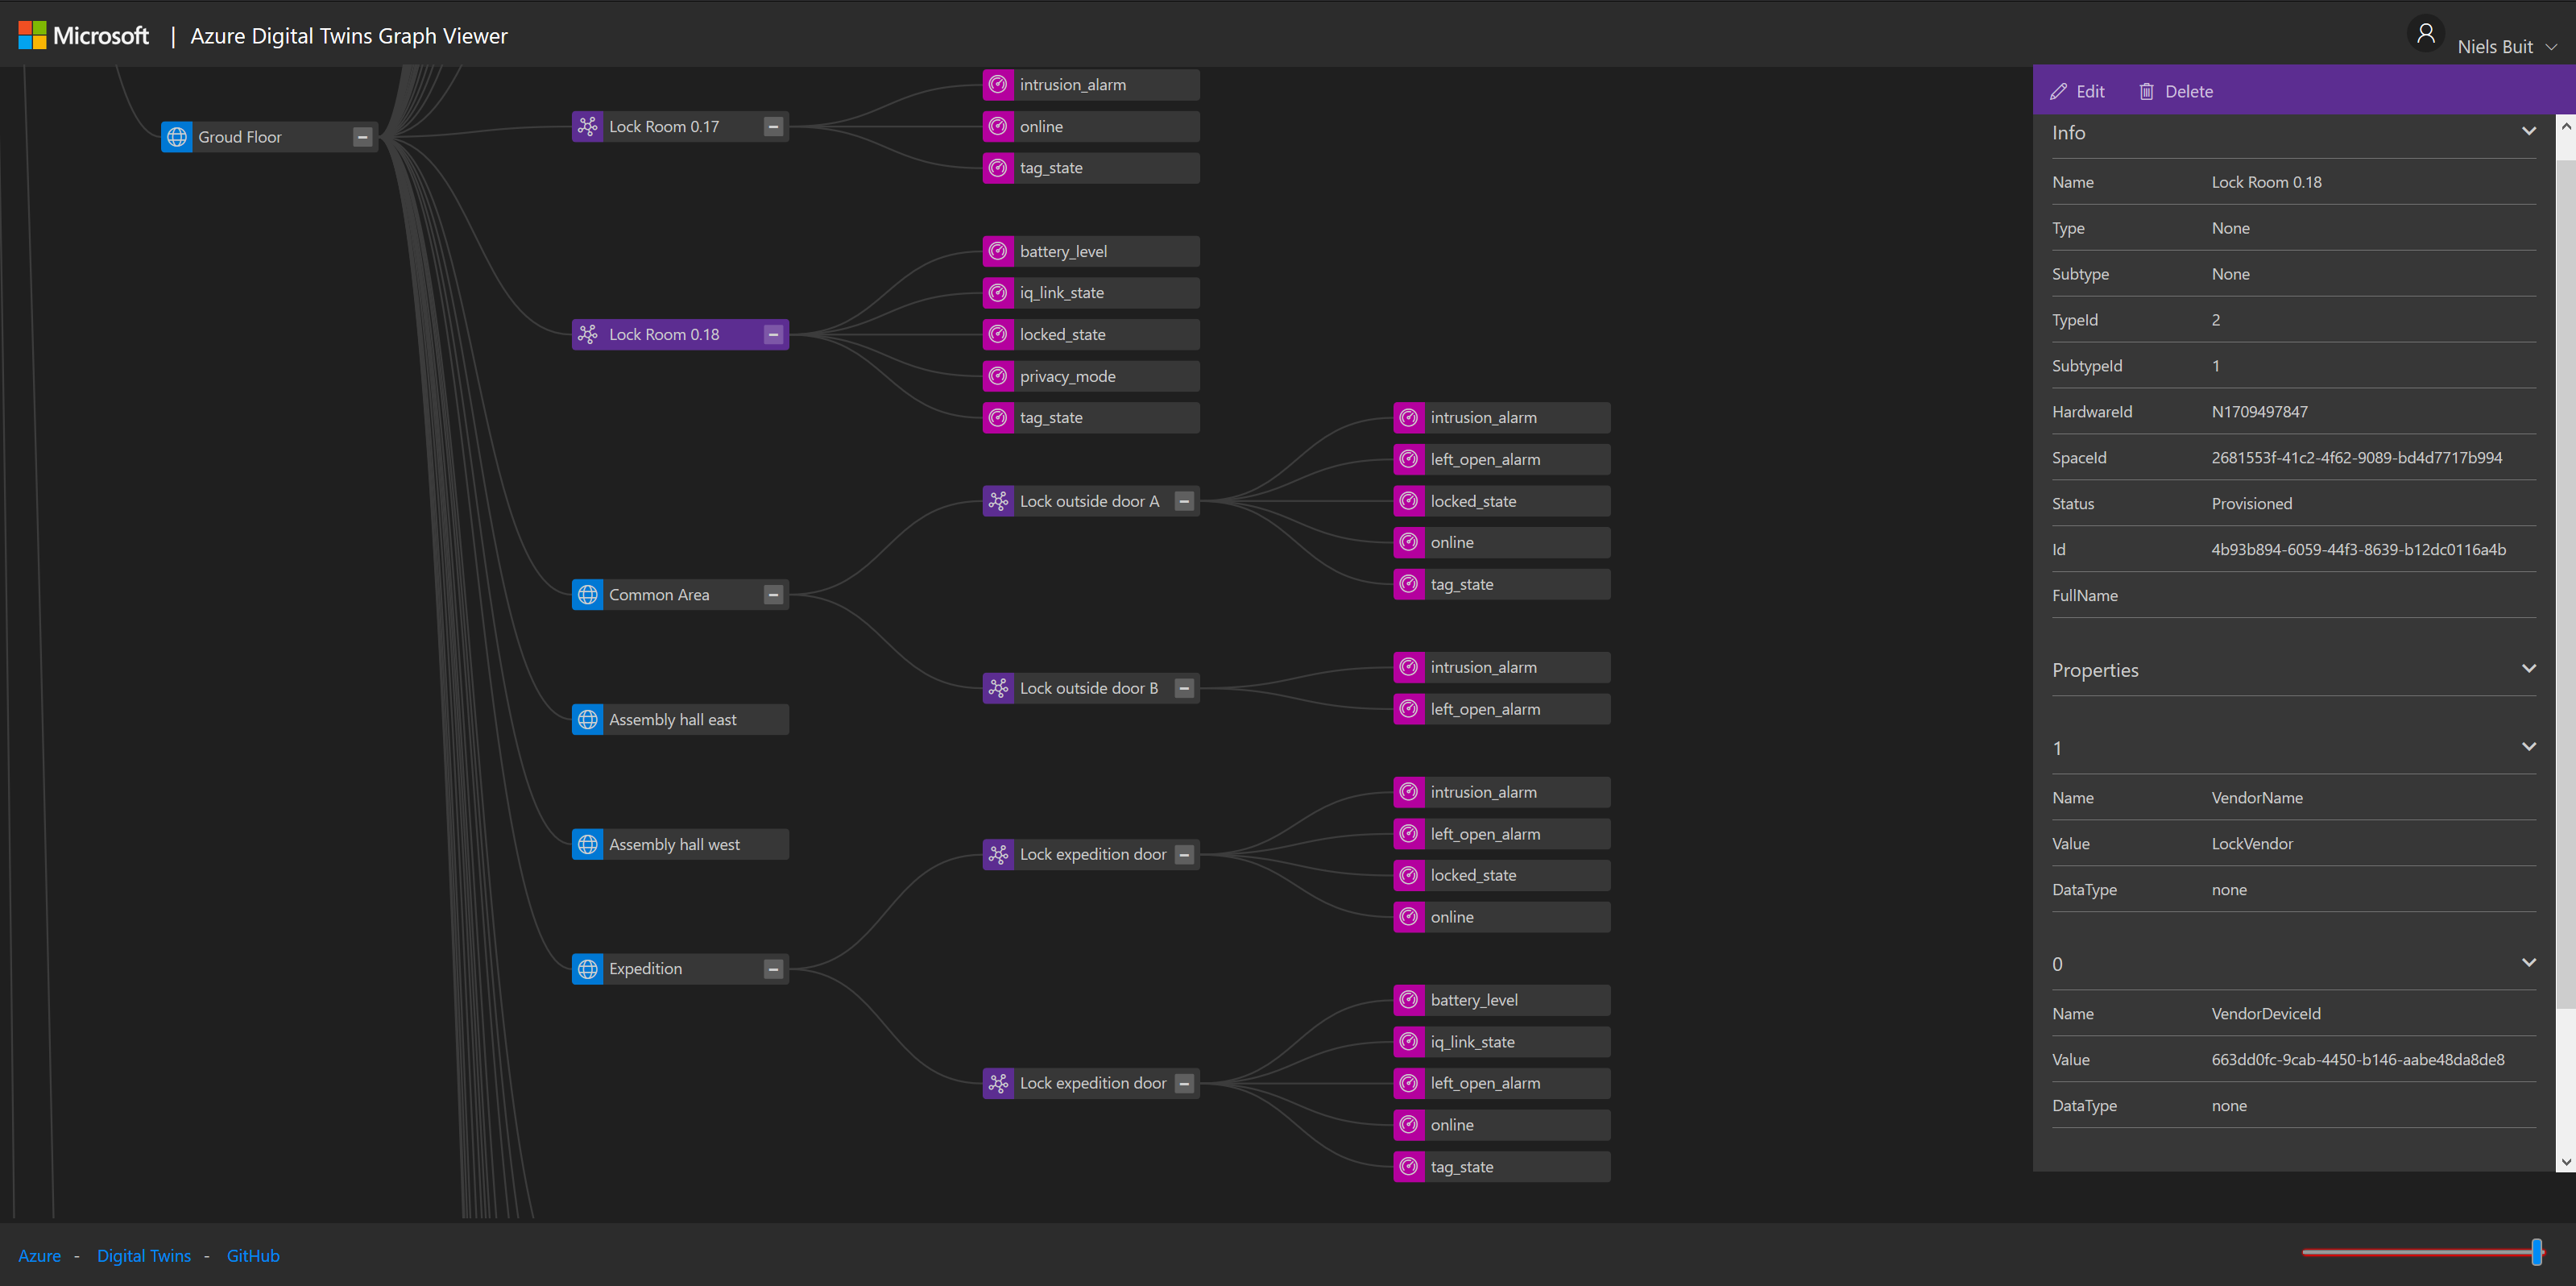 Microsoft | Azure Digital Twins Graph Viewer
Niels Buit
Groud Floor
Lock Room 0.17
intrusion_alarm
online
tag_state
Lock Room 0.18
battery_level
iq_link_state
locked_state
privacy_mode
tag_state
Common Area
Lock outside door A
intrusion_alarm
left_open_alarm
locked_state
online
tag_state
Lock outside door B
intrusion_alarm
left_open_alarm
Assembly hall east
Assembly hall west
Expedition
Lock expedition door
intrusion_alarm
left_open_alarm
locked_state
online
Lock expedition door
battery_level
iq_link_state
left_open_alarm
online
tag_state
Edit Delete
Info
Name Lock Room 0.18
Type None
Subtype None
TypeId 2
SubtypeId 1
HardwareId N1709497847
SpaceId 2681553f-41c2-4f62-9089-bd4d7717b994
Status Provisioned
Id 4b93b894-6059-44f3-8639-b12dc0116a4b
FullName
Properties
1
Name VendorName
Value LockVendor
DataType none
0
Name VendorDeviceId
Value 663dd0fc-9cab-4450-b146-aabe48da8de8
DataType none
Azure - Digital Twins - GitHub